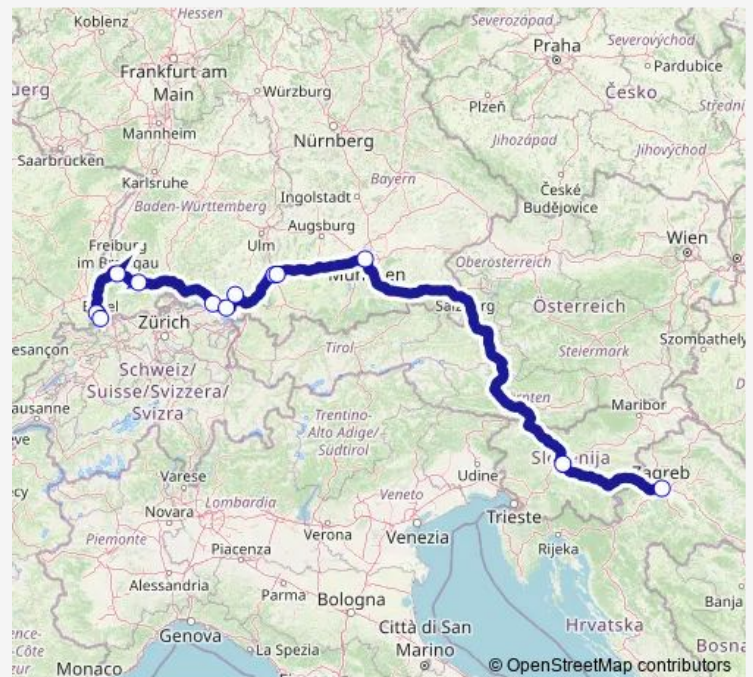 Koblenz
Hessen
Severozápad
Praha
Severovýchod
Pardubice
Frankfurt am
Main
Würzburg
Plzeň
Česko
Střední
Mannheim
Nürnberg
Jihozápad
Jihovýchod
Saarbrücken
Karlsruhe
Bayern
Ingolstadt
České
Budějovice
Baden-Württemberg
Augsburg
Ulm
Freiburg
Wien
Oberösterreich
Zürich
Österreich
Szombathely
Schweiz/
Suisse/Svizzera/
Svizra
Tirol
Steiermark
Trentino-
Alto Adige/
Südtirol
Maribor
Zagreb
Udine
Varese
Lombardia
Novara
Veneto
Trieste
Piemonte
Verona
Venezia
Rijeka
Piacenza
Alessandria
Parma
Bologna
Banja
Genova
Città di San
Marino
Hrvatska
La Spezia
Monaco
© OpenStreetMap contributors